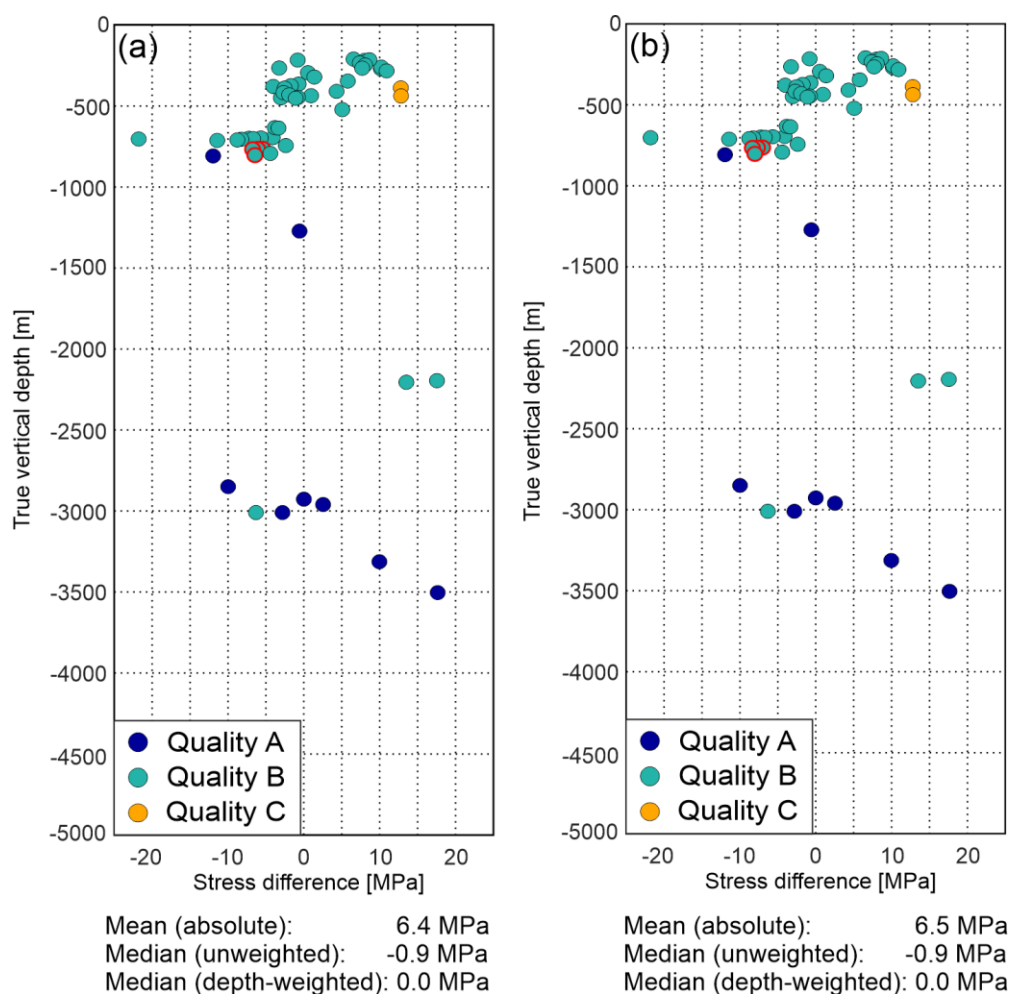 (a)
True vertical depth [m]
0
-500
-1000
-1500
-2000
-2500
-3000
-3500
-4000
-4500
-5000
Quality A
Quality B
Quality C
-20 -10 0 10 20
Stress difference [MPa]
Mean (absolute): 6.4 MPa
Median (unweighted): -0.9 MPa
Median (depth-weighted): 0.0 MPa
(b)
True vertical depth [m]
0
-500
-1000
-1500
-2000
-2500
-3000
-3500
-4000
-4500
-5000
Quality A
Quality B
Quality C
-20 -10 0 10 20
Stress difference [MPa]
Mean (absolute): 6.5 MPa
Median (unweighted): -0.9 MPa
Median (depth-weighted): 0.0 MPa